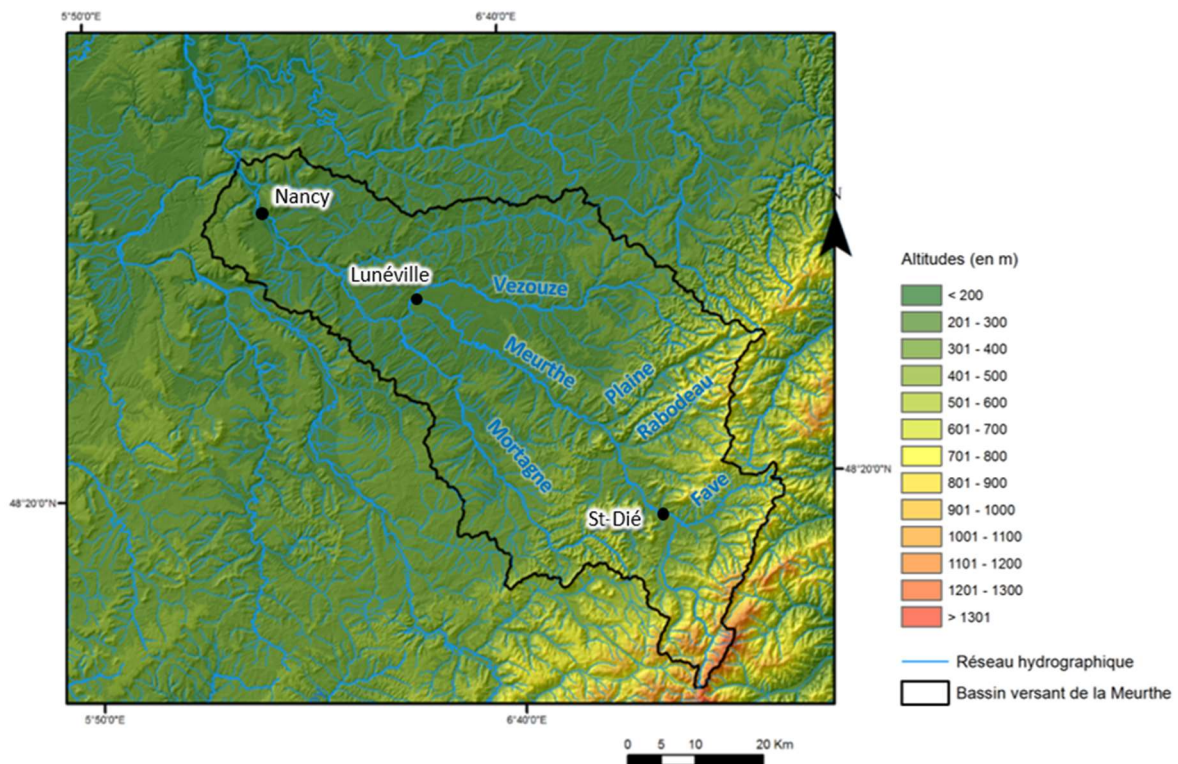 5°50'0"E
6°40'0"E
N
Nancy
Lunéville
Vezouze
Meurthe
Plaine
Rabodeau
Mortagne
Fave
St-Dié
48°20'0"N
48°20'0"N
5°50'0"E
6°40'0"E
0 5 10 20 Km
Altitudes (en m)
< 200
201 - 300
301 - 400
401 - 500
501 - 600
601 - 700
701 - 800
801 - 900
901 - 1000
1001 - 1100
1101 - 1200
1201 - 1300
> 1301
Réseau hydrographique
Bassin versant de la Meurthe